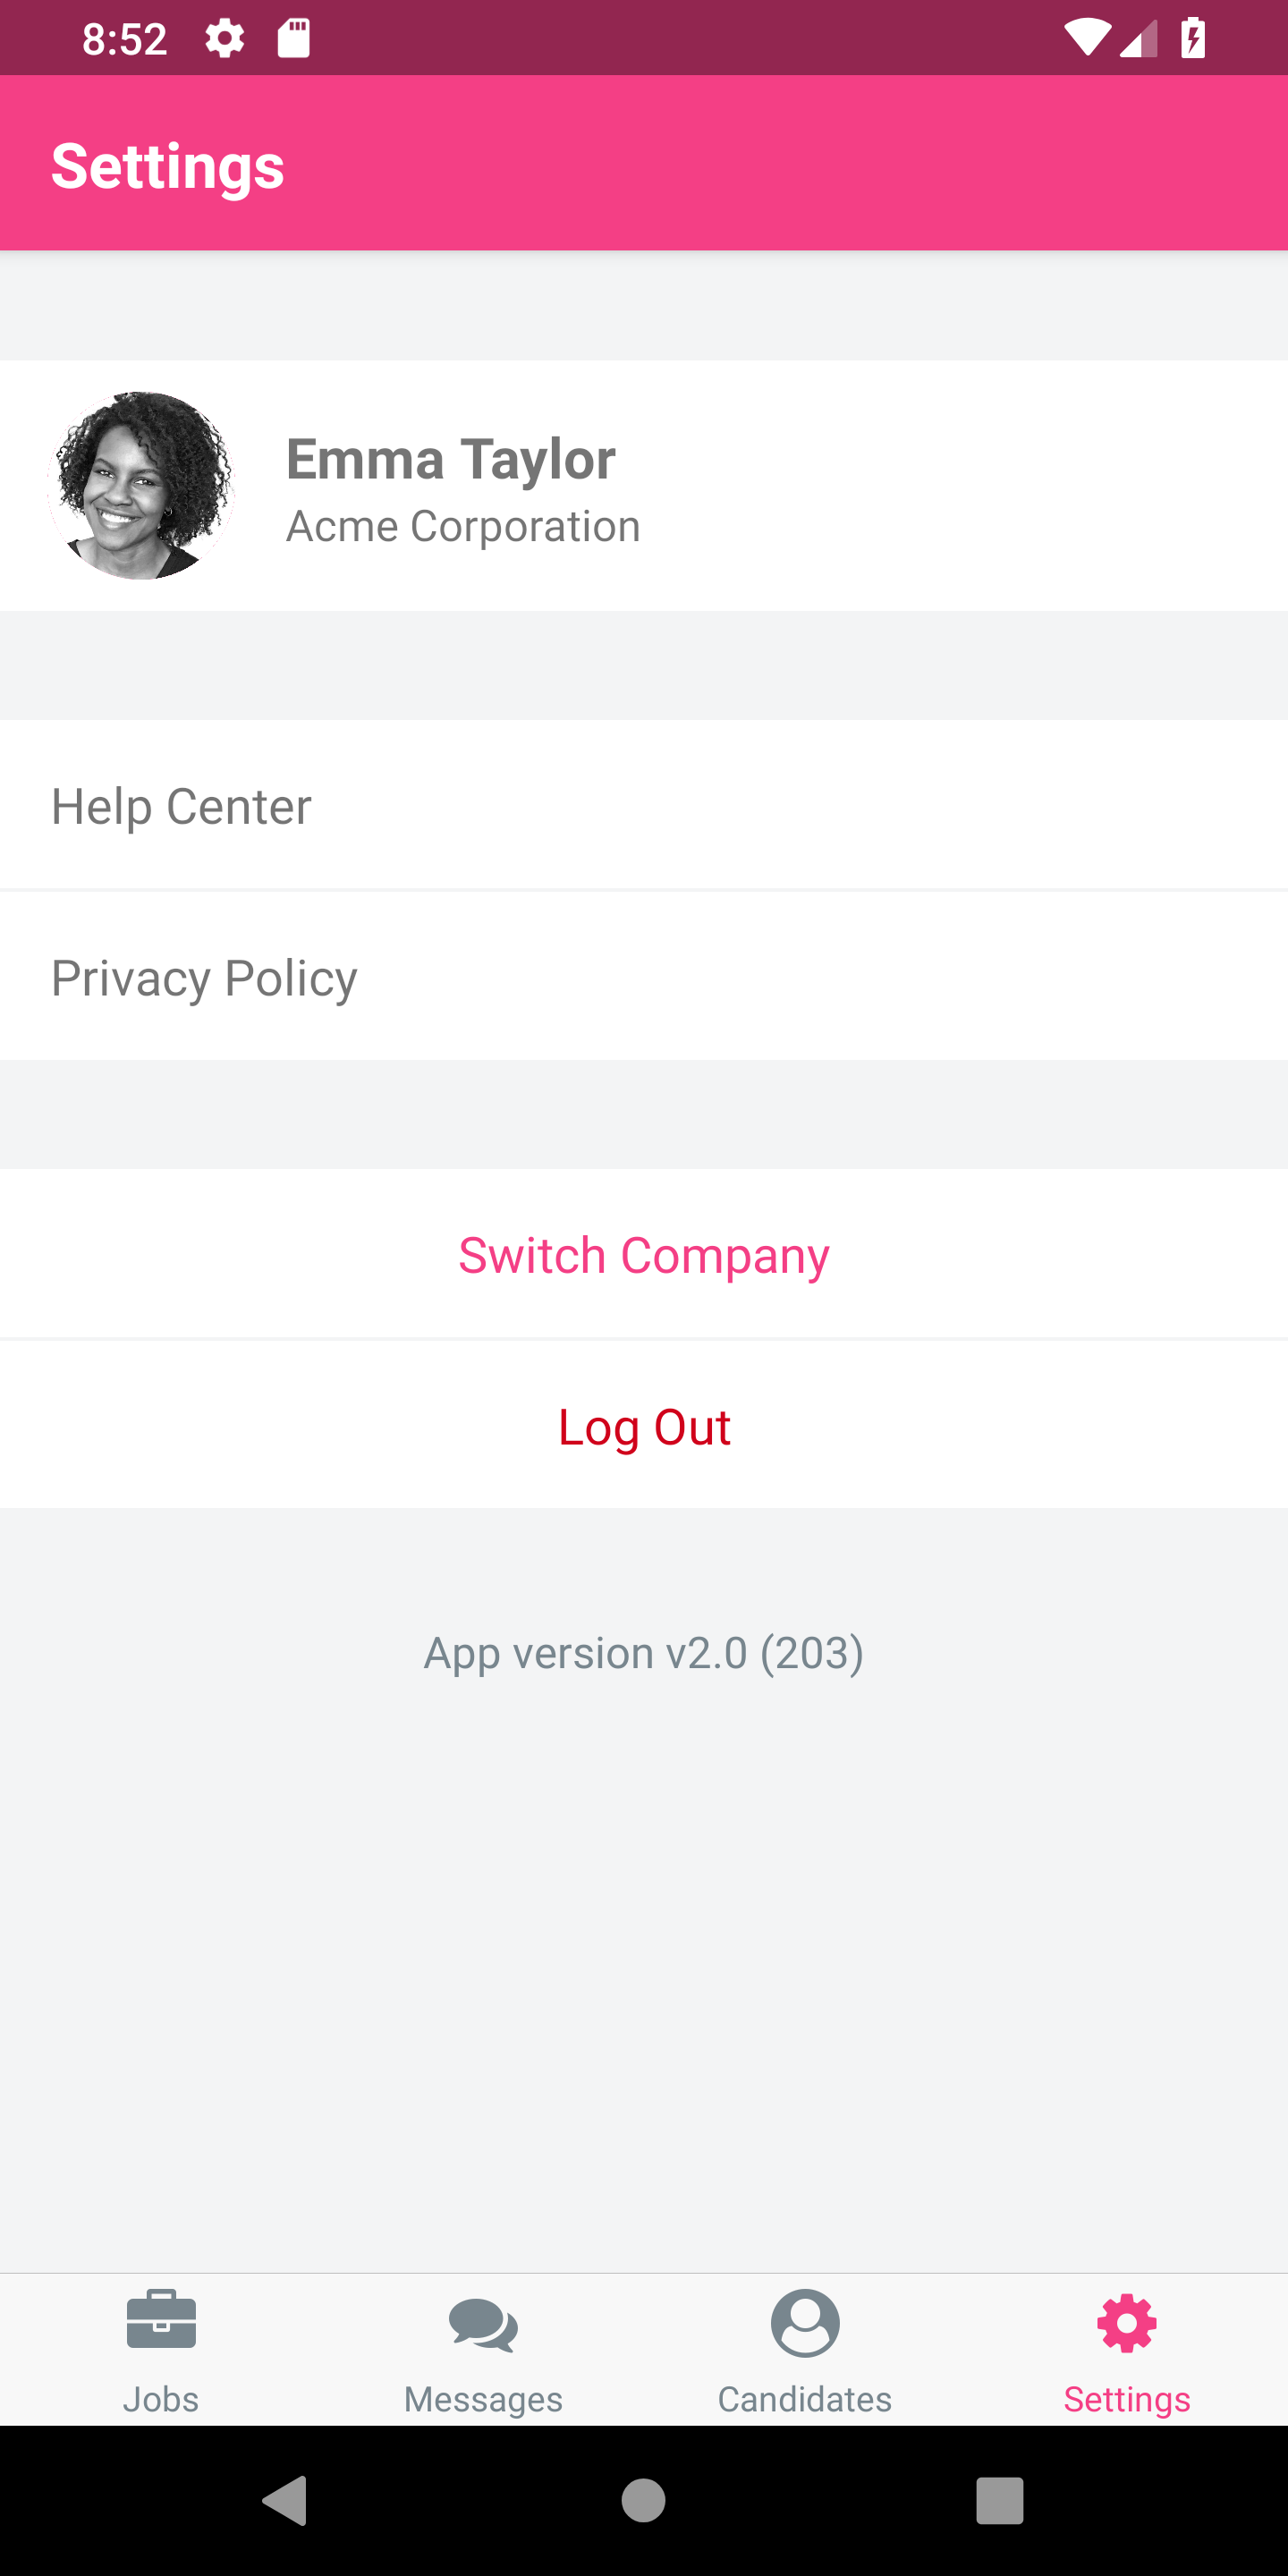 8:52
Settings
Emma Taylor
Acme Corporation
Help Center
Privacy Policy
Switch Company
Log Out
App version v2.0 (203)
Jobs
Messages
Candidates
Settings